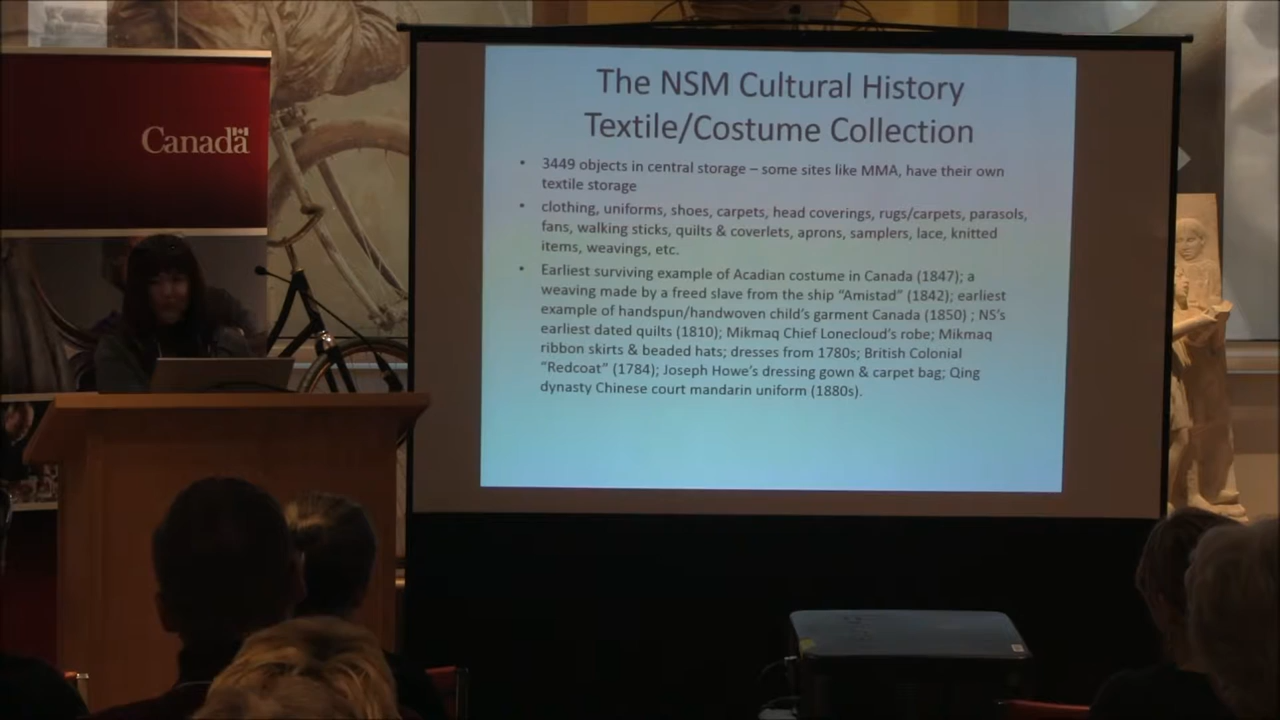 Canada
The NSM Cultural History
Textile/Costume Collection
• 3449 objects in central storage – some sites like MMA, have their own
textile storage
• clothing, uniforms, shoes, carpets, head coverings, rugs/carpets, parasols,
fans, walking sticks, quilts & coverlets, aprons, samplers, lace, knitted
items, weavings, etc.
• Earliest surviving example of Acadian costume in Canada (1847); a
weaving made by a freed slave from the ship “Amistad” (1842); earliest
example of handspun/handwoven child’s garment Canada (1850) ; NS’s
earliest dated quilts (1810); Mikmaq Chief Lonecloud’s robe; Mikmaq
ribbon skirts & beaded hats; dresses from 1780s; British Colonial
“Redcoat” (1784); Joseph Howe’s dressing gown & carpet bag; Qing
dynasty Chinese court mandarin uniform (1880s).